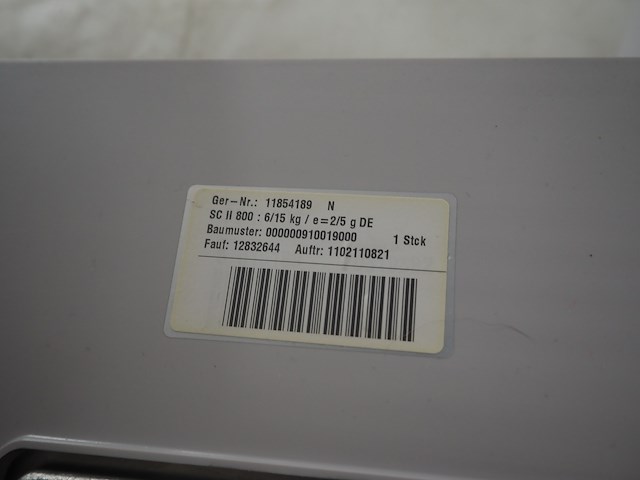 Ger-Nr.: 11854189 N
SC II 800 : 6/15 kg / e=2/5 g DE
Baumuster: 000000910019000 1 Stck
Fauf: 12832644 Auftr: 1102110821